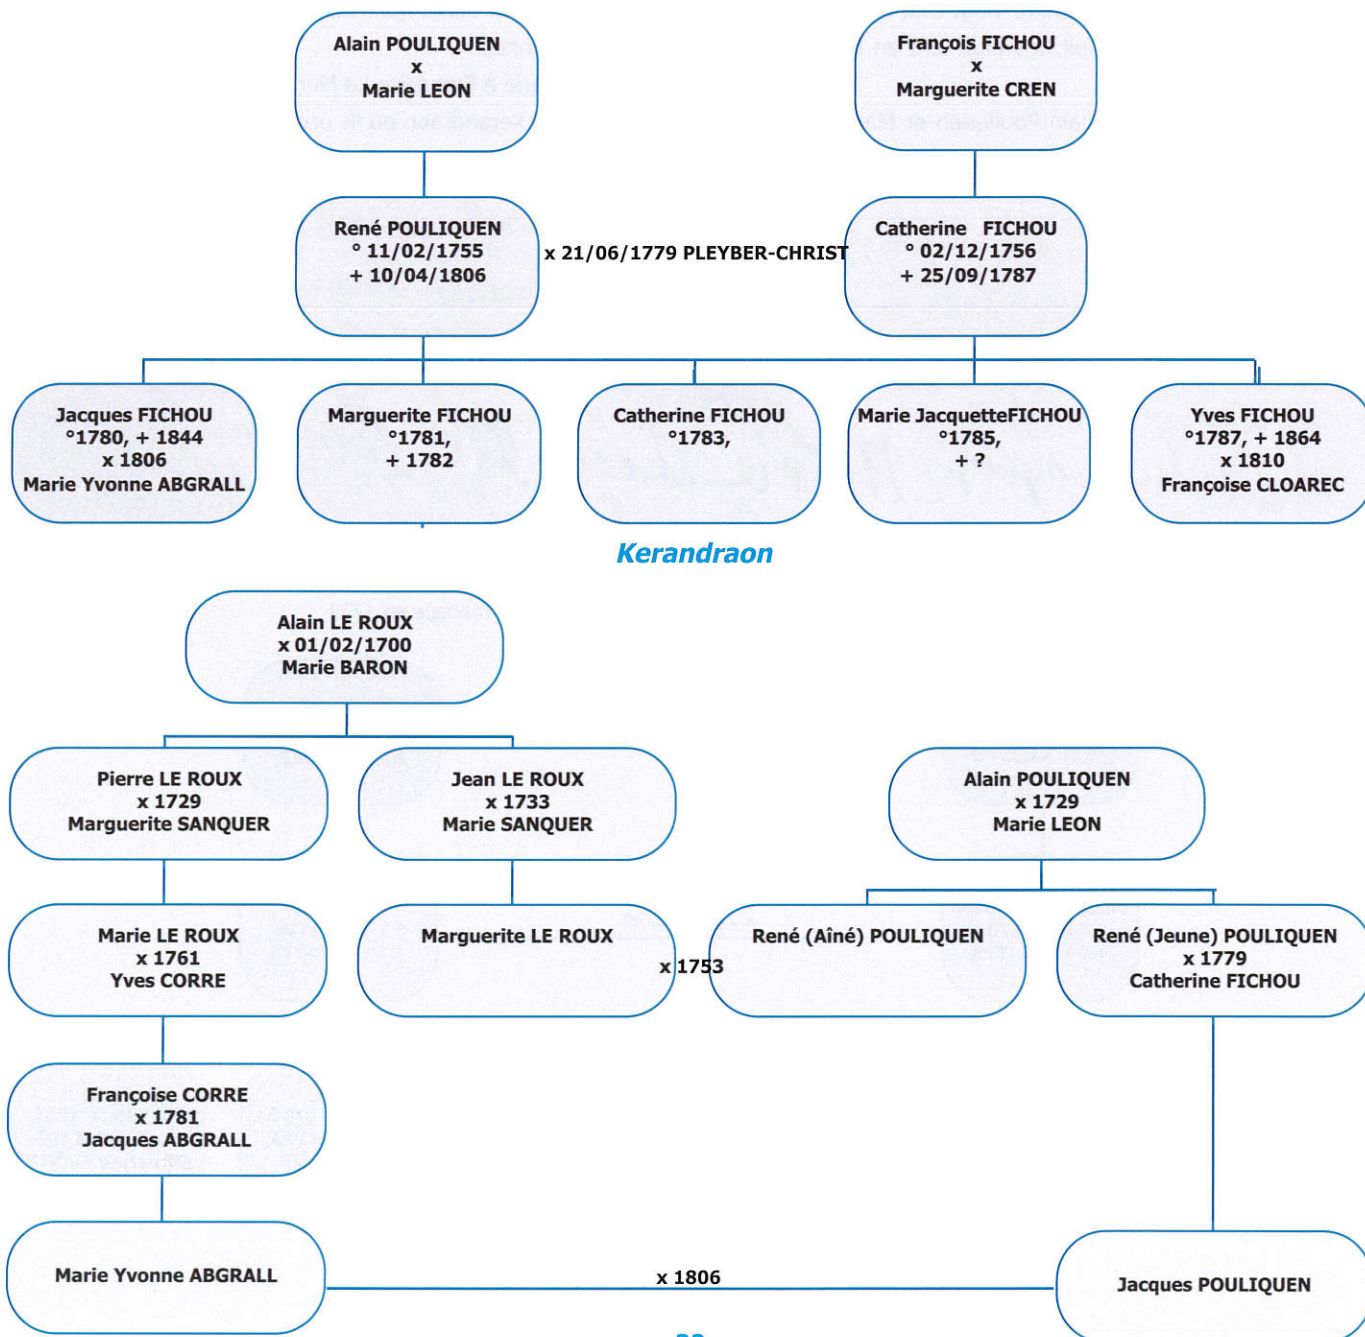 Alain POULIQUEN
x
Marie LEON
François FICHOU
x
Marguerite CREN
René POULIQUEN
° 11/02/1755
+ 10/04/1806
x 21/06/1779 PLEYBER-CHRIST
Catherine FICHOU
° 02/12/1756
+ 25/09/1787
Jacques FICHOU
°1780, + 1844
x 1806
Marie Yvonne ABGRALL
Marguerite FICHOU
°1781,
+ 1782
Catherine FICHOU
°1783,
Marie JacquetteFICHOU
°1785,
+ ?
Yves FICHOU
°1787, + 1864
x 1810
Françoise CLOAREC
Kerandraon
Alain LE ROUX
x 01/02/1700
Marie BARON
Pierre LE ROUX
x 1729
Marguerite SANQUER
Jean LE ROUX
x 1733
Marie SANQUER
Alain POULIQUEN
x 1729
Marie LEON
Marie LE ROUX
x 1761
Yves CORRE
Marguerite LE ROUX
x 1753
René (Aîné) POULIQUEN
René (Jeune) POULIQUEN
x 1779
Catherine FICHOU
Françoise CORRE
x 1781
Jacques ABGRALL
Marie Yvonne ABGRALL
x 1806
Jacques POULIQUEN